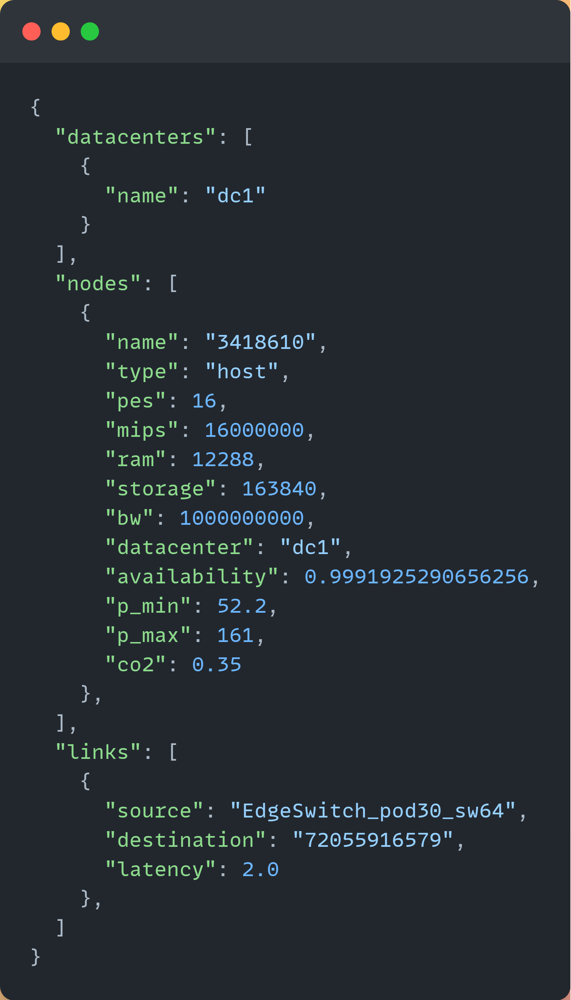 {
  "datacenters": [
    {
      "name": "dc1"
    }
  ],
  "nodes": [
    {
      "name": "3418610",
      "type": "host",
      "pes": 16,
      "mips": 16000000,
      "ram": 12288,
      "storage": 163840,
      "bw": 1000000000,
      "datacenter": "dc1",
      "availability": 0.9991925290656256,
      "p_min": 52.2,
      "p_max": 161,
      "co2": 0.35
    },
  ],
  "links": [
    {
      "source": "EdgeSwitch_pod30_sw64",
      "destination": "72055916579",
      "latency": 2.0
    },
  ]
}